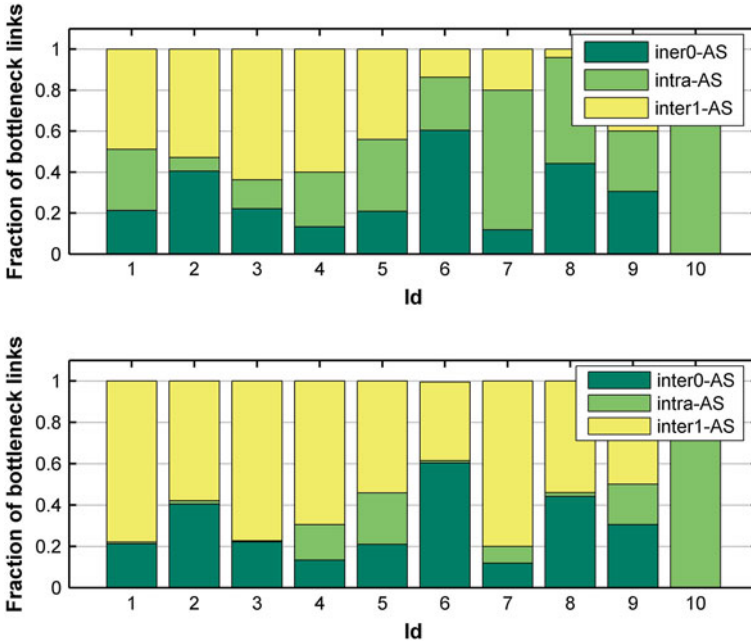 Fraction of bottleneck links
1
0.8
0.6
0.4
0.2
0
iner0-AS
intra-AS
inter1-AS
1 2 3 4 5 6 7 8 9 10
Id
Fraction of bottleneck links
1
0.8
0.6
0.4
0.2
0
inter0-AS
intra-AS
inter1-AS
1 2 3 4 5 6 7 8 9 10
Id